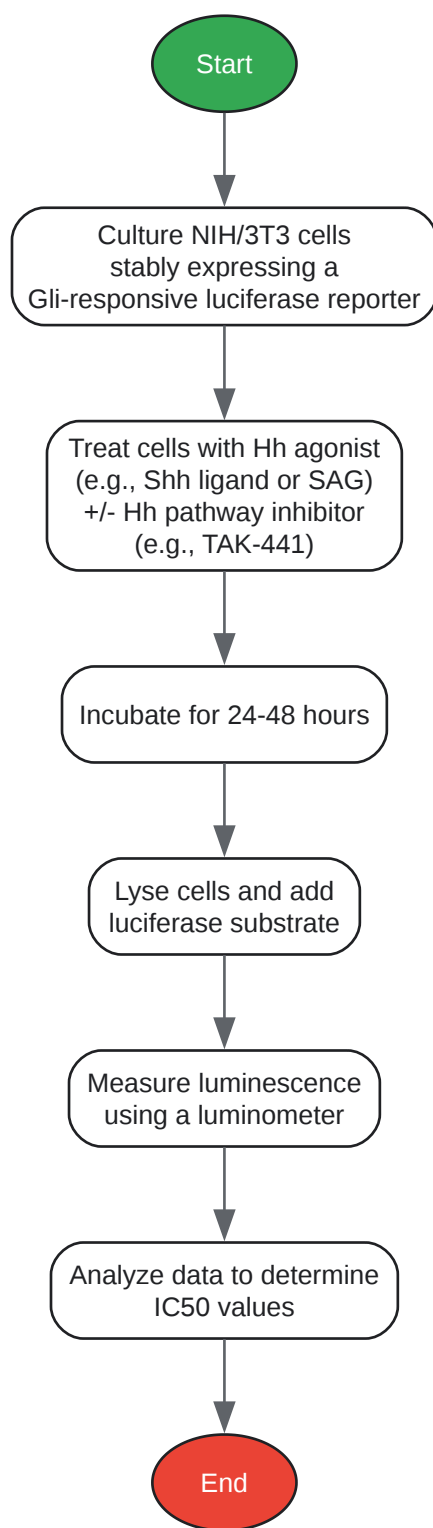 Start
Culture NIH/3T3 cells
stably expressing a
Gli-responsive luciferase reporter
Treat cells with Hh agonist
(e.g., Shh ligand or SAG)
+/- Hh pathway inhibitor
(e.g., TAK-441)
Incubate for 24-48 hours
Lyse cells and add
luciferase substrate
Measure luminescence
using a luminometer
Analyze data to determine
IC50 values
End